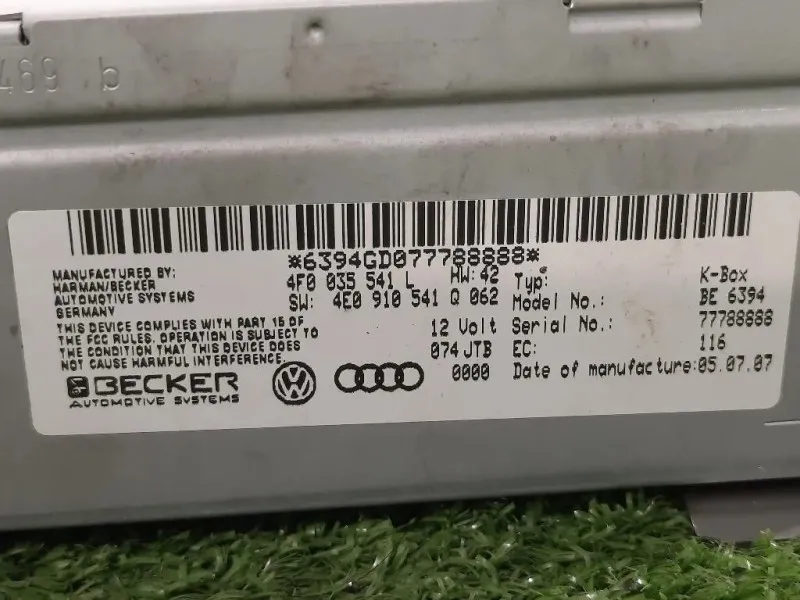 469 b
*6394GD077788888*
MANUFACTURED BY:
HARMAN/BECKER
AUTOMOTIVE SYSTEMS
GERMANY
THIS DEVICE COMPLIES WITH PART 15 OF
THE FCC RULES. OPERATION IS SUBJECT TO
THE CONDITION THAT THIS DEVICE DOES
NOT CAUSE HARMFUL INTERFERENCE.
BECKER
AUTOMOTIVE SYSTEMS
4F0 035 541 L HW: 42
SW: 4E0 910 541 Q 062
12 Volt
074 JTB
0000
Typ: K-Box
Model No.: BE 6394
Serial No.: 77788888
EC: 116
Date of manufacture:05.07.07